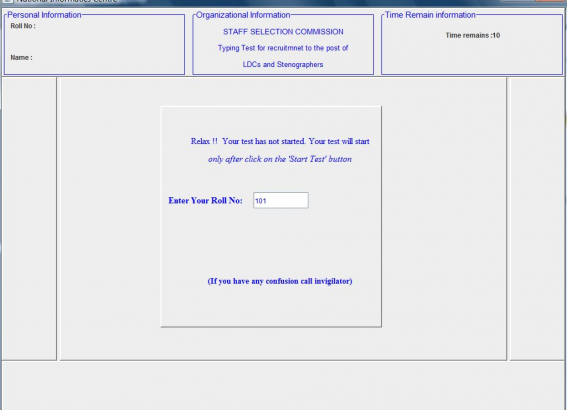 National Informatics Centre
Personal Information
Roll No :
Name :
Organizational Information
STAFF SELECTION COMMISSION
Typing Test for recruitmnet to the post of
LDCs and Stenographers
Time Remain information
Time remains :10
Relax !! Your test has not started. Your test will start
only after click on the 'Start Test' button
Enter Your Roll No: 101
(If you have any confusion call invigilator)